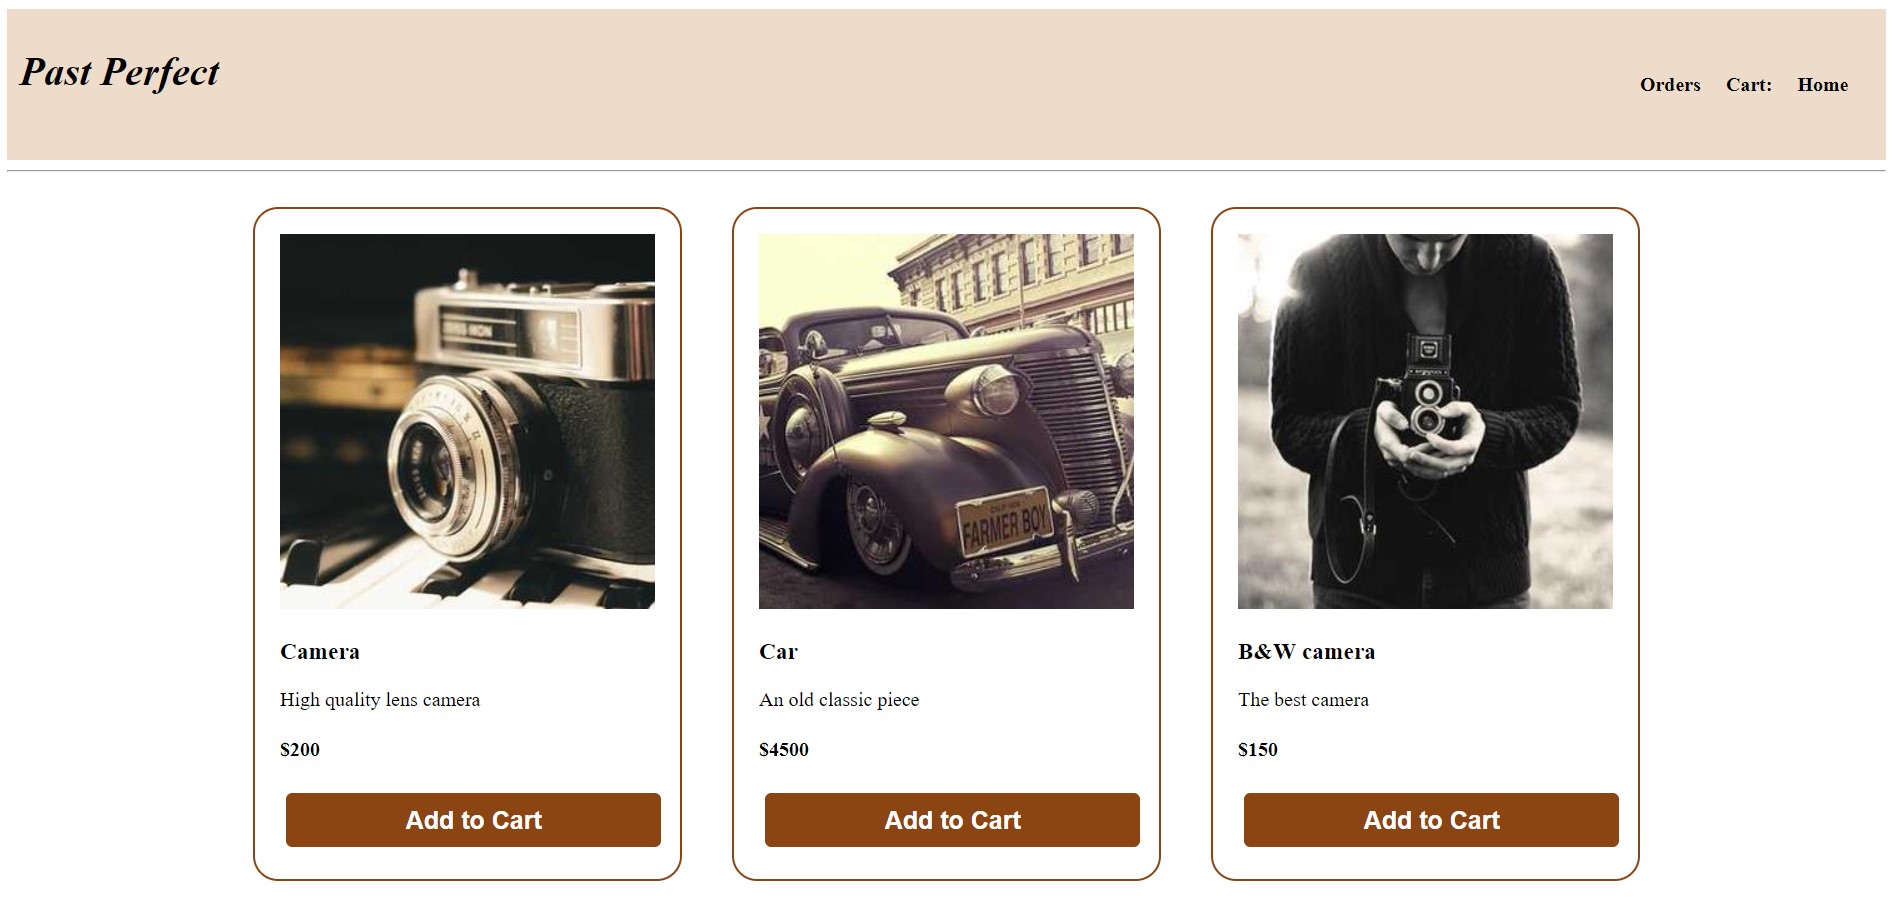 Past Perfect
Orders Cart: Home
FARMER BOY
Camera
High quality lens camera
$200
Add to Cart
Car
An old classic piece
$4500
Add to Cart
B&W camera
The best camera
$150
Add to Cart